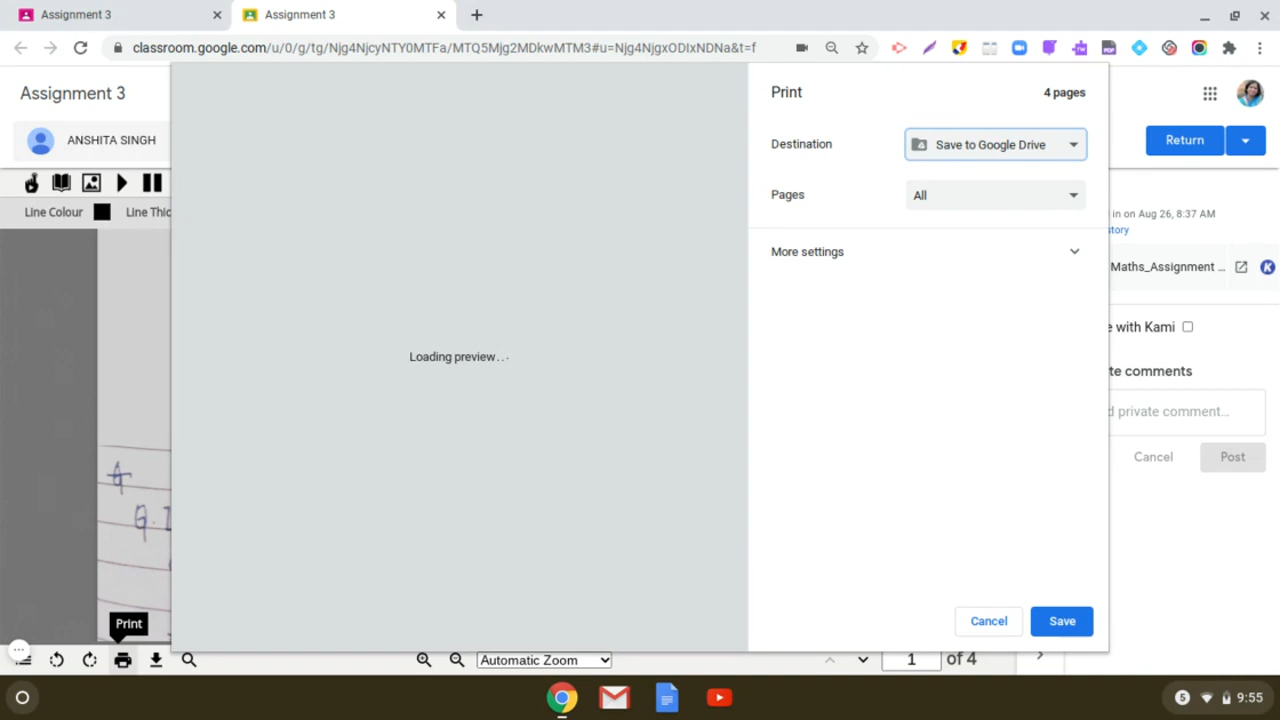 Assignment 3
Assignment 3
classroom.google.com/u/0/g/tg/Njg4NjcyNTY0MTFa/MTQ5Mjg2MDkwMTM3#u=Njg4NjgxODIxNDNa&t=f
Assignment 3
Print
4 pages
Return
ANSHITA SINGH
Destination
Save to Google Drive
Pages
All
Line Colour
Line Thic
in on Aug 26, 8:37 AM
story
More settings
Maths_Assignment ...
e with Kami
Loading preview...
te comments
d private comment...
Cancel
Post
Print
Cancel
Save
Automatic Zoom
1
of 4
5
9:55